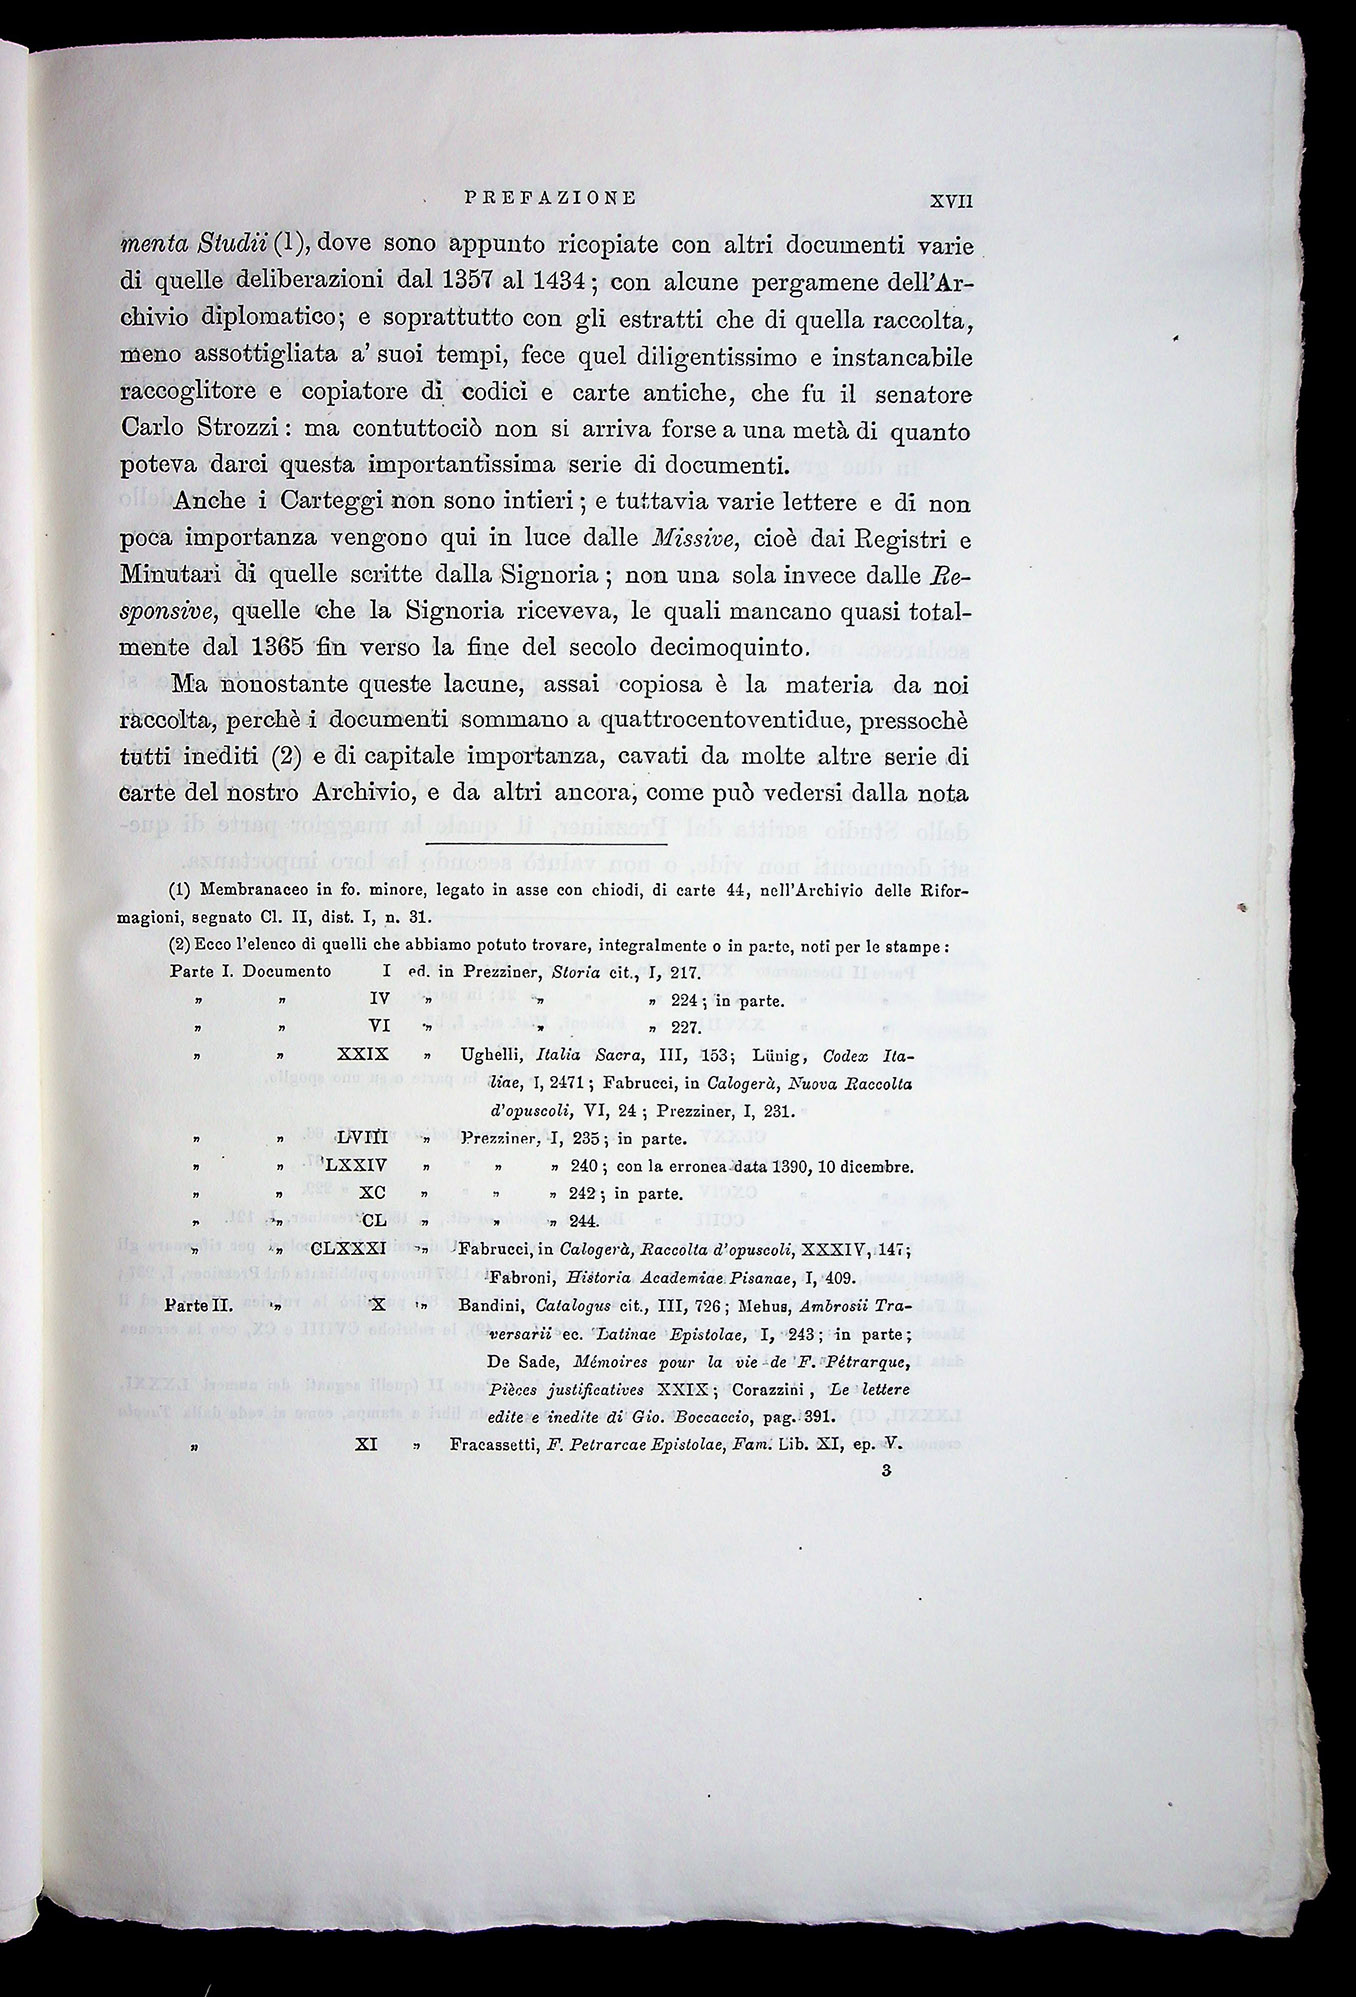 PREFAZIONE XVII
menta Studii (1), dove sono appunto ricopiate con altri documenti varie
di quelle deliberazioni dal 1357 al 1434; con alcune pergamene dell'Ar-
chivio diplomatico; e soprattutto con gli estratti che di quella raccolta,
meno assottigliata a' suoi tempi, fece quel diligentissimo e instancabile
raccoglitore e copiatore di codici e carte antiche, che fu il senatore
Carlo Strozzi: ma contuttociò non si arriva forse a una metà di quanto
poteva darci questa importantissima serie di documenti.
Anche i Carteggi non sono intieri; e tuttavia varie lettere e di non
poca importanza vengono qui in luce dalle Missive, cioè dai Registri e
Minutari di quelle scritte dalla Signoria; non una sola invece dalle Re-
sponsive, quelle che la Signoria riceveva, le quali mancano quasi total-
mente dal 1365 fin verso la fine del secolo decimoquinto.
Ma nonostante queste lacune, assai copiosa è la materia da noi
raccolta, perchè i documenti sommano a quattrocentoventidue, pressochè
tutti inediti (2) e di capitale importanza, cavati da molte altre serie di
carte del nostro Archivio, e da altri ancora, come può vedersi dalla nota
(1) Membranaceo in fo. minore, legato in asse con chiodi, di carte 44, nell'Archivio delle Rifor-
magioni, segnato Cl. II, dist. I, n. 31.
(2) Ecco l'elenco di quelli che abbiamo potuto trovare, integralmente o in parte, noti per le stampe:
Parte I. Documento I ed. in Prezziner, Storia cit., I, 217.
„ „ IV „ „ „ 224; in parte.
„ „ VI „ „ „ 227.
„ „ XXIX „ Ughelli, Italia Sacra, III, 153; Lünig, Codex Ita-
liae, I, 2471; Fabrucci, in Calogerà, Nuova Raccolta
d'opuscoli, VI, 24; Prezziner, I, 231.
„ „ LVIII „ Prezziner, I, 235; in parte.
„ „ LXXIV „ „ „ 240; con la erronea data 1390, 10 dicembre.
„ „ XC „ „ „ 242; in parte.
„ „ CL „ „ „ 244.
„ „ CLXXXI „ Fabrucci, in Calogerà, Raccolta d'opuscoli, XXXIV, 147;
Fabroni, Historia Academiae Pisanae, I, 409.
Parte II. „ X „ Bandini, Catalogus cit., III, 726; Mehus, Ambrosii Tra-
versarii ec. Latinae Epistolae, I, 243; in parte;
De Sade, Mémoires pour la vie de F. Pétrarque,
Pièces justificatives XXIX; Corazzini, Le lettere
edite e inedite di Gio. Boccaccio, pag. 391.
„ XI „ Fracassetti, F. Petrarcae Epistolae, Fam. Lib. XI, ep. V.
3